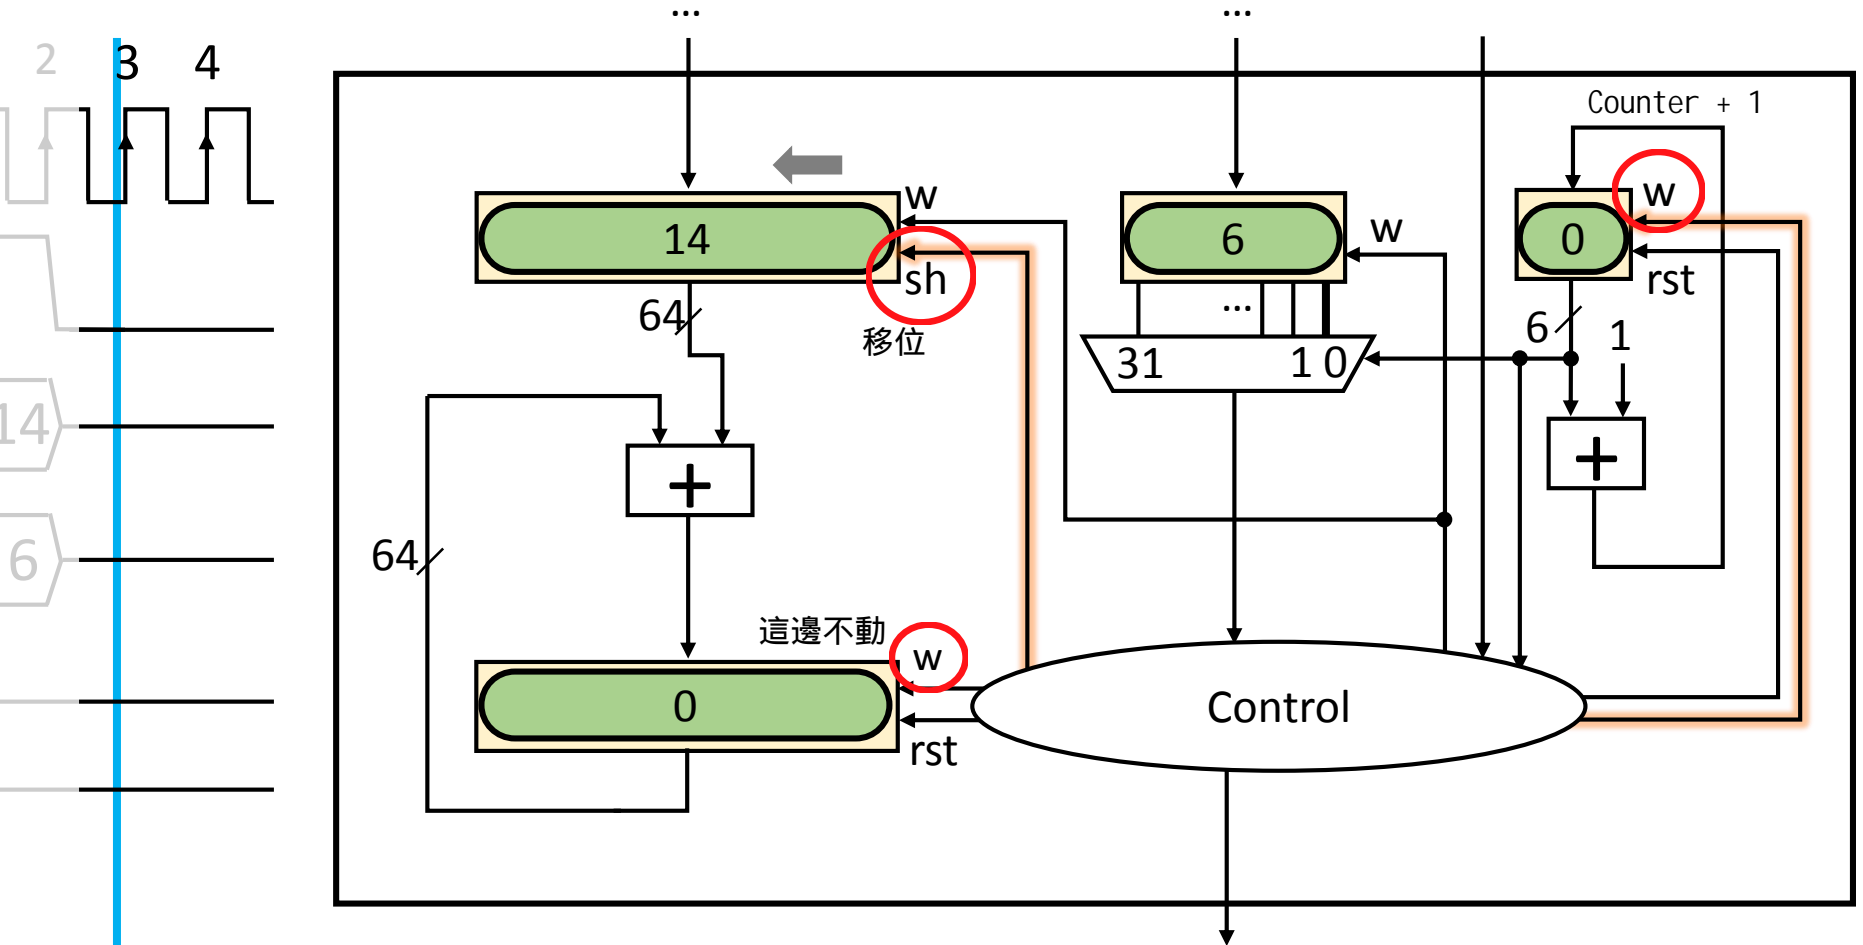 ...
...
2
3
4
Counter + 1
w
w
14
6
w
0
sh
rst
64
...
6
1
移位
31
1
0
14
+
+
64
6
這邊不動
w
0
Control
rst